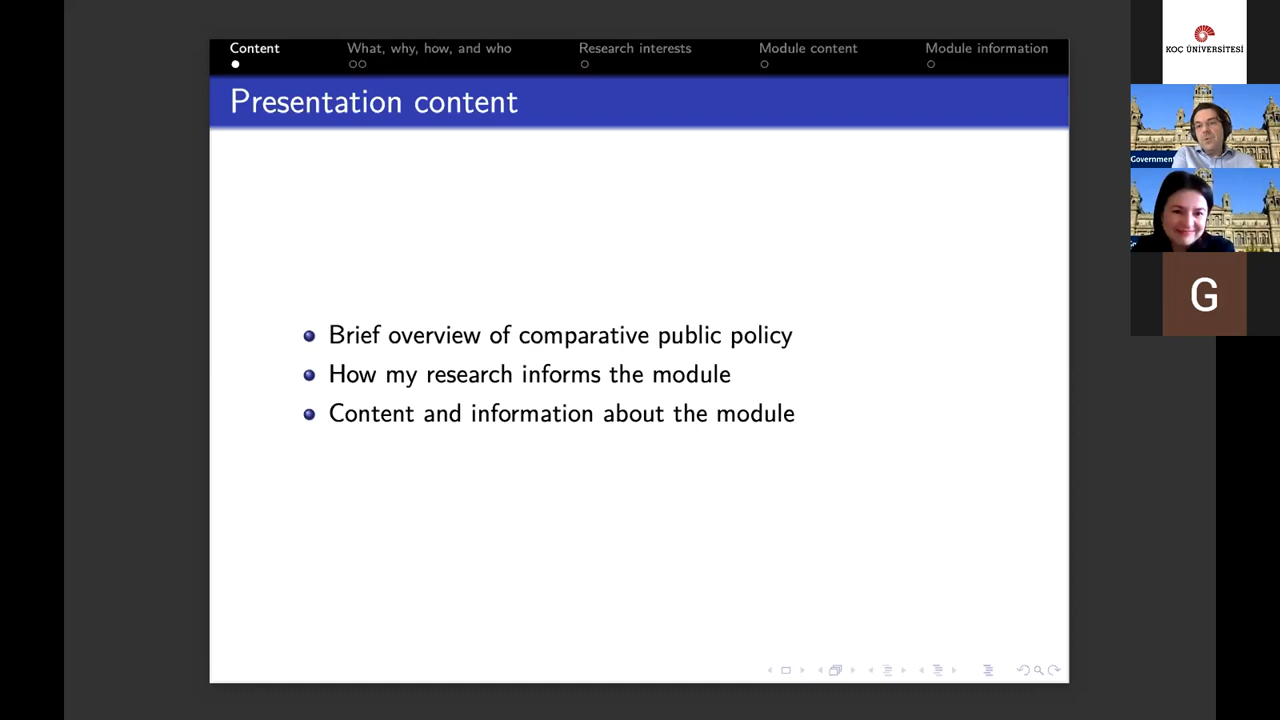 Content What, why, how, and who Research interests Module content Module information
Presentation content
Brief overview of comparative public policy
How my research informs the module
Content and information about the module
KOÇ ÜNİVERSİTESİ
Government
G